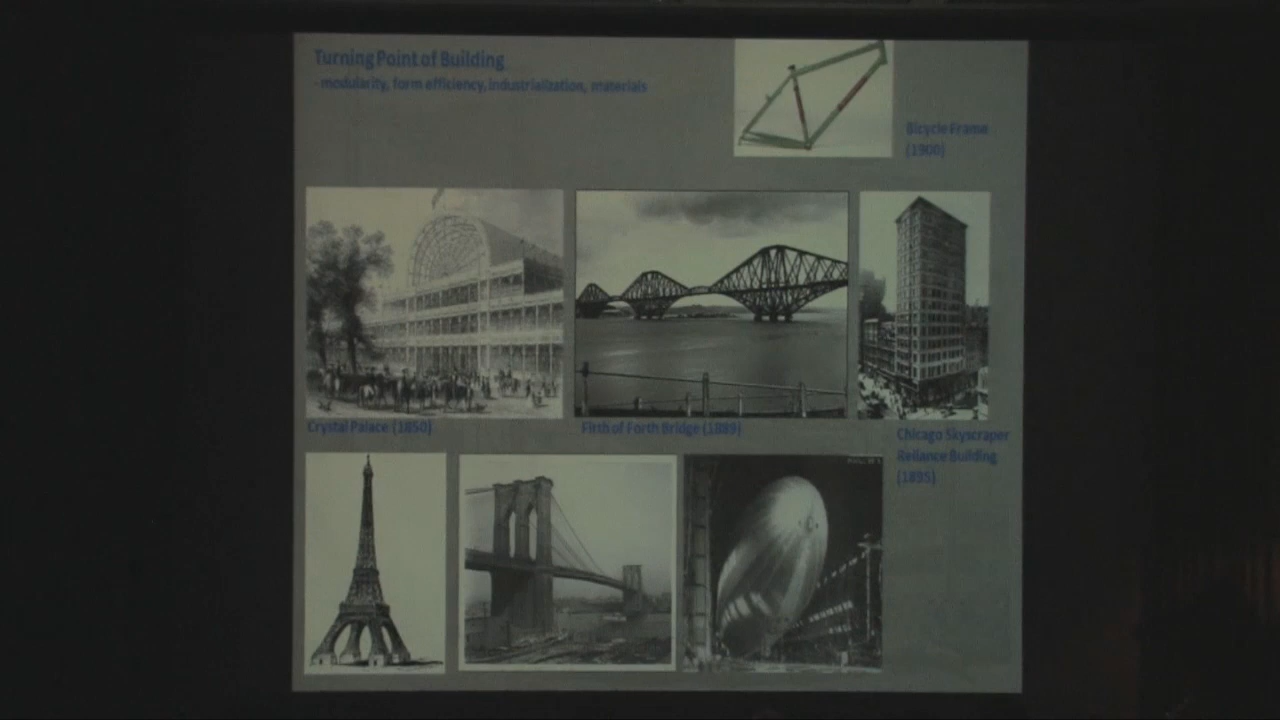 Turning Point of Building
- modularity, form efficiency, industrialization, materials
Bicycle Frame
(1900)
Crystal Palace (1850)
Firth of Forth Bridge (1889)
Chicago Skyscraper
Reliance Building
(1895)